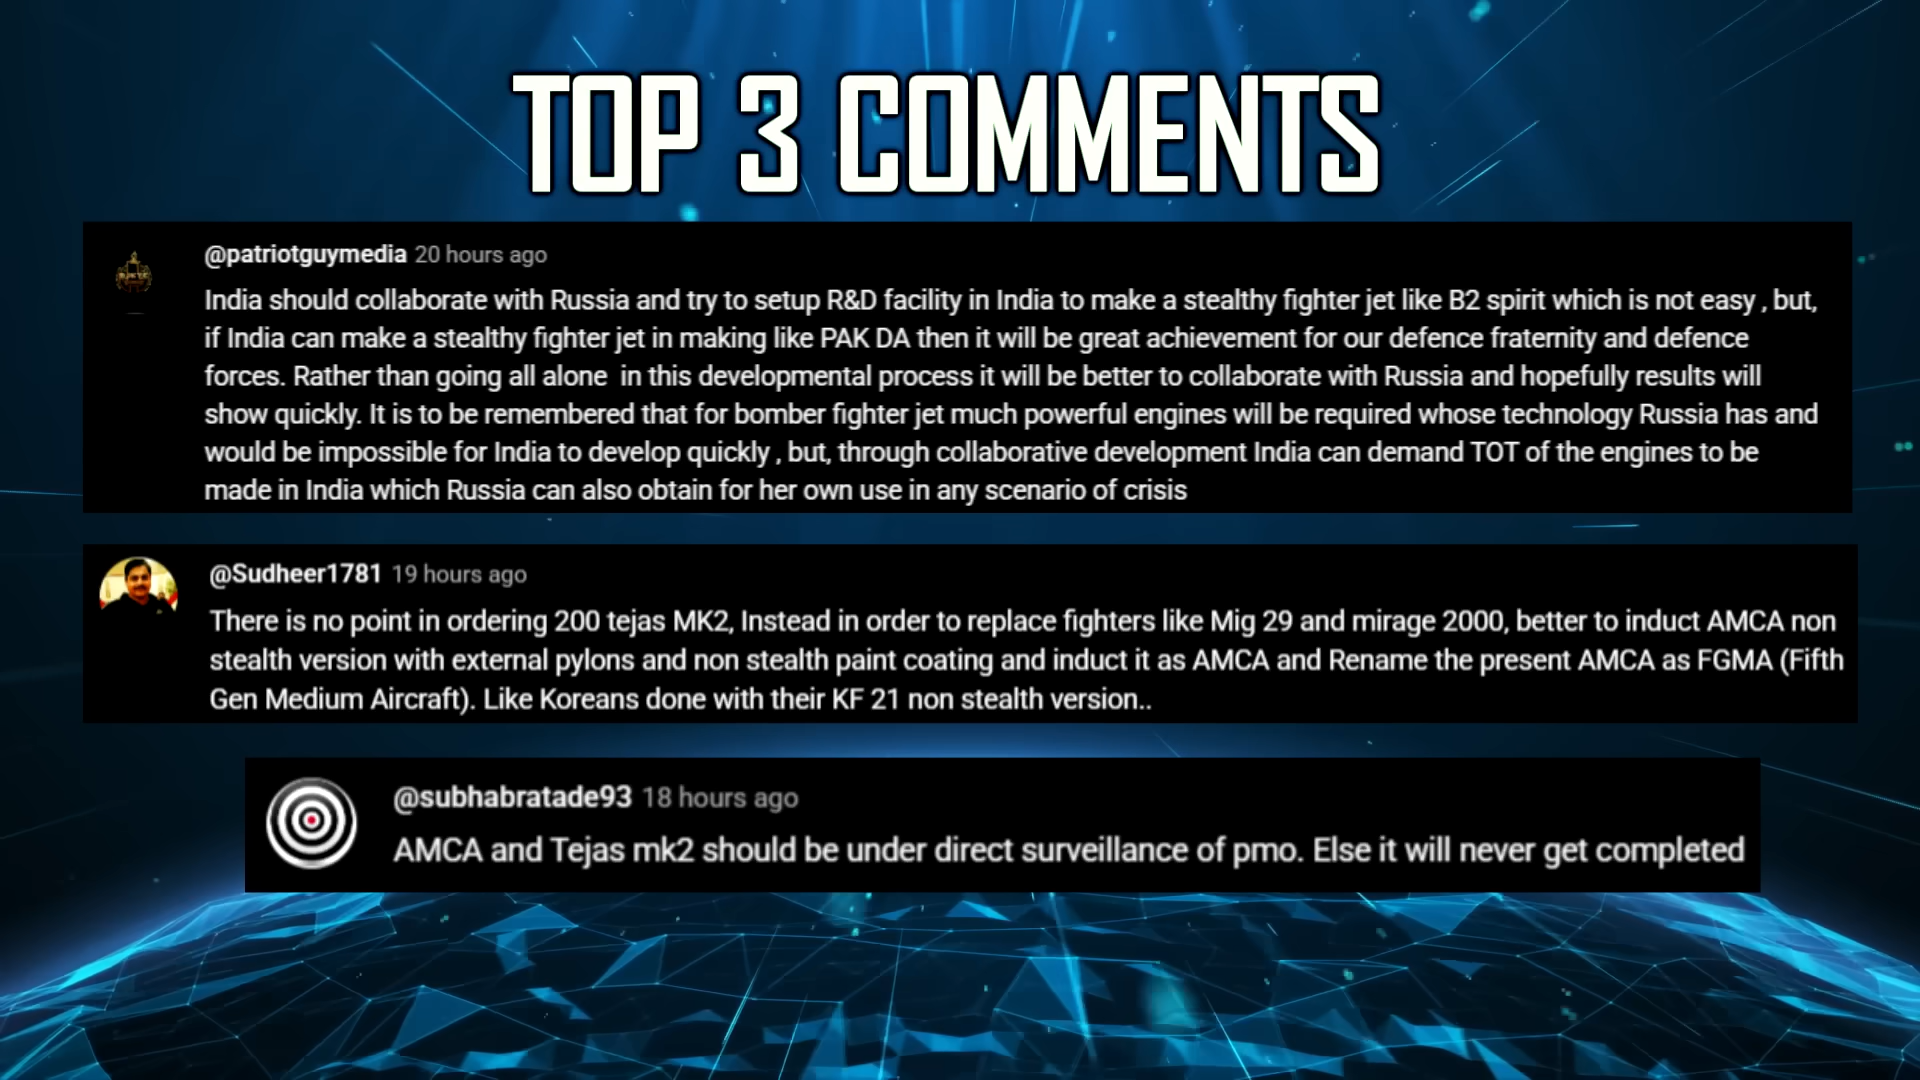 TOP 3 COMMENTS
@patriotguymedia 20 hours ago
India should collaborate with Russia and try to setup R&D facility in India to make a stealthy fighter jet like B2 spirit which is not easy , but,
if India can make a stealthy fighter jet in making like PAK DA then it will be great achievement for our defence fraternity and defence
forces. Rather than going all alone  in this developmental process it will be better to collaborate with Russia and hopefully results will
show quickly. It is to be remembered that for bomber fighter jet much powerful engines will be required whose technology Russia has and
would be impossible for India to develop quickly , but, through collaborative development India can demand TOT of the engines to be
made in India which Russia can also obtain for her own use in any scenario of crisis
@Sudheer1781 19 hours ago
There is no point in ordering 200 tejas MK2, Instead in order to replace fighters like Mig 29 and mirage 2000, better to induct AMCA non
stealth version with external pylons and non stealth paint coating and induct it as AMCA and Rename the present AMCA as FGMA (Fifth
Gen Medium Aircraft). Like Koreans done with their KF 21 non stealth version..
@subhabratade93 18 hours ago
AMCA and Tejas mk2 should be under direct surveillance of pmo. Else it will never get completed